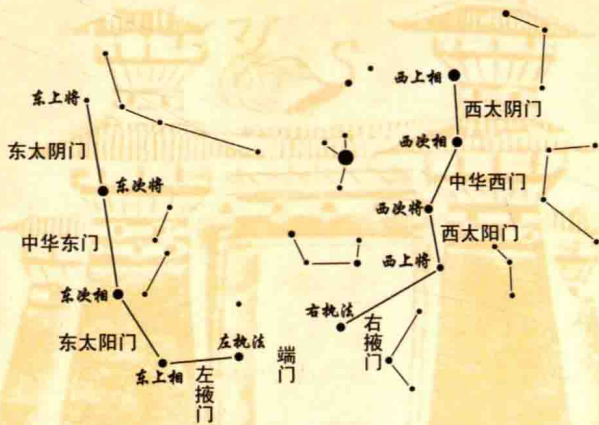 西上相
东上将
西太阴门
东太阴门
西次相
东次将
中华西门
西次将
中华东门
西太阳门
西上将
东次相
右执法
东太阳门
右掖门
左执法
端门
东上相
左掖门